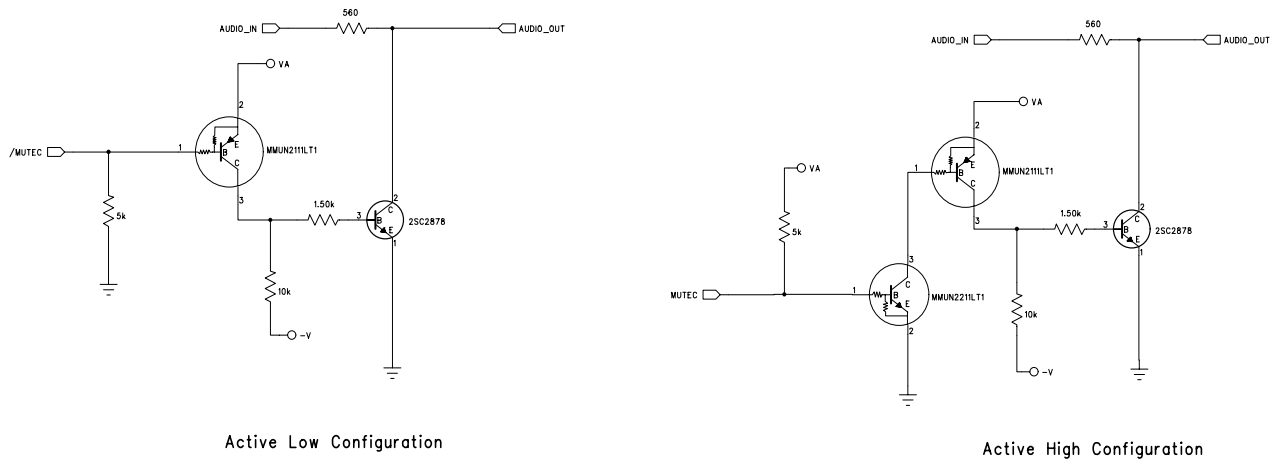 560
AUDIO_IN
AUDIO_OUT
VA
2
E
1
B
MMUN2111LT1
/MUTEC
C
3
5k
1.50k
2
C
3
B
2SC2878
E
1
10k
-V
Active Low Configuration
560
AUDIO_IN
AUDIO_OUT
VA
2
E
1
B
MMUN2111LT1
VA
C
3
1.50k
2
C
3
B
2SC2878
E
1
5k
3
C
MUTEC
1
B
MMUN2211LT1
E
2
10k
-V
Active High Configuration